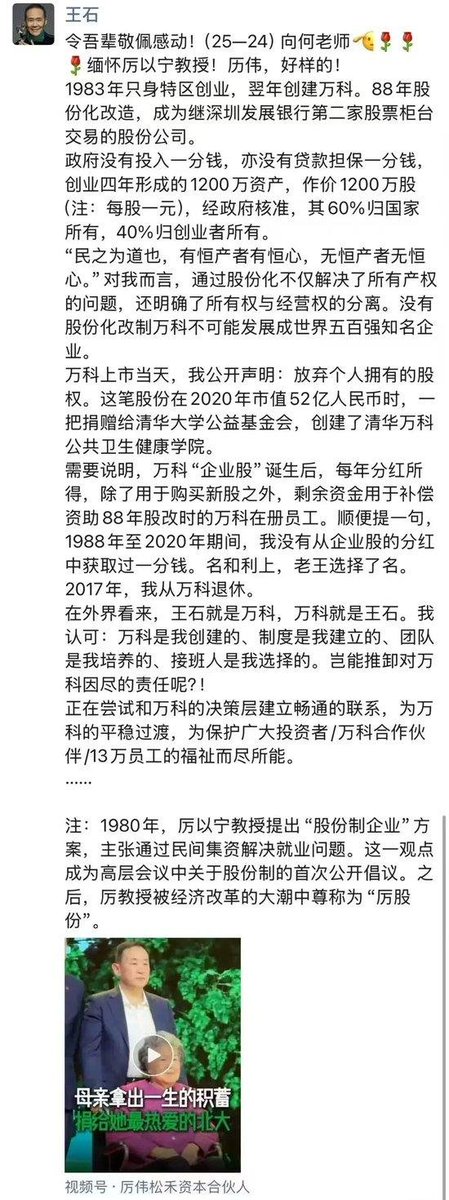 王石
令吾辈敬佩感动！(25—24) 向何老师🫡🌹🌹
🌹缅怀厉以宁教授！历伟，好样的！
1983年只身特区创业，翌年创建万科。88年股
份化改造，成为继深圳发展银行第二家股票柜台
交易的股份公司。
政府没有投入一分钱，亦没有贷款担保一分钱，
创业四年形成的1200万资产，作价1200万股
(注：每股一元)，经政府核准，其60%归国家
所有，40%归创业者所有。
“民之为道也，有恒产者有恒心，无恒产者无恒
心。”对我而言，通过股份化不仅解决了所有产权
的问题，还明确了所有权与经营权的分离。没有
股份化改制万科不可能发展成世界五百强知名企
业。
万科上市当天，我公开声明：放弃个人拥有的股
权。这笔股份在2020年市值52亿人民币时，一
把捐赠给清华大学公益基金会，创建了清华万科
公共卫生健康学院。
需要说明，万科“企业股”诞生后，每年分红所
得，除了用于购买新股之外，剩余资金用于补偿
资助88年股改时的万科在册员工。顺便提一句，
1988年至2020年期间，我没有从企业股的分红
中获取过一分钱。名和利上，老王选择了名。
2017年，我从万科退休。
在外界看来，王石就是万科，万科就是王石。我
认可：万科是我创建的、制度是我建立的、团队
是我培养的、接班人是我选择的。岂能推卸对万
科因尽的责任呢？！
正在尝试和万科的决策层建立畅通的联系，为万
科的平稳过渡，为保护广大投资者/万科合作伙
伴/13万员工的福祉而尽所能。
……
注：1980年，厉以宁教授提出“股份制企业”方
案，主张通过民间集资解决就业问题。这一观点
成为高层会议中关于股份制的首次公开倡议。之
后，厉教授被经济改革的大潮中尊称为“厉股
份”。
母亲拿出一生的积蓄
捐给她最热爱的北大
视频号 · 厉伟松禾资本合伙人